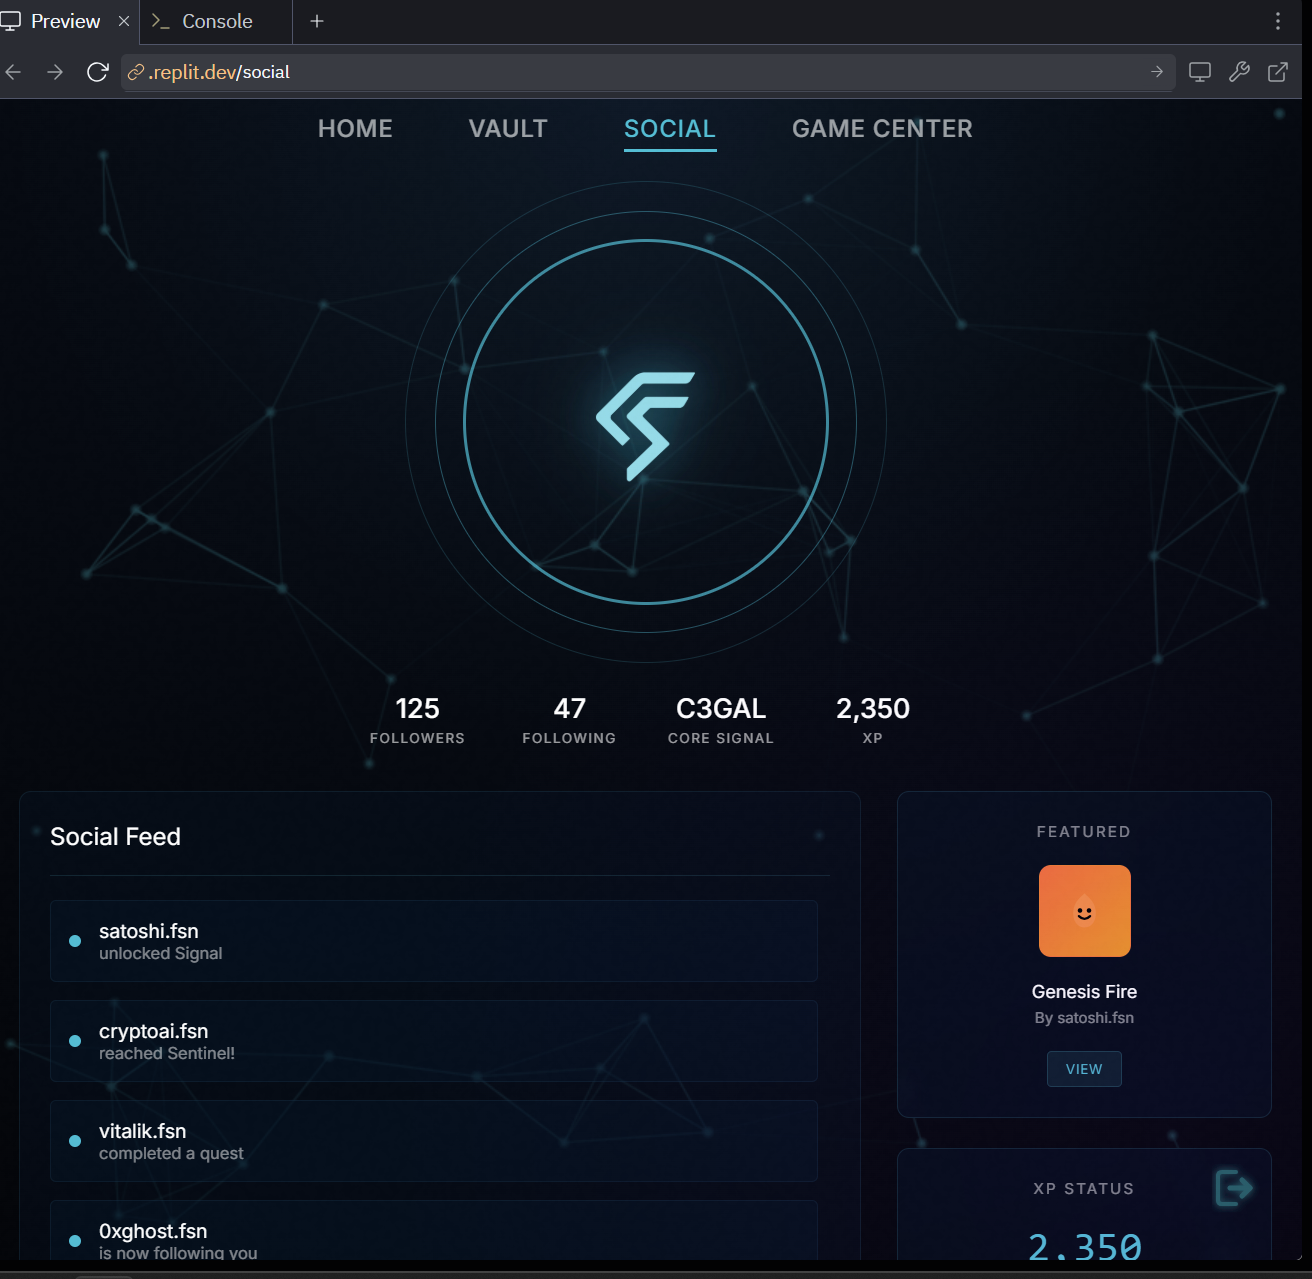 Preview
Console
.replit.dev/social
HOME VAULT SOCIAL GAME CENTER
125 47 C3GAL 2,350
FOLLOWERS FOLLOWING CORE SIGNAL XP
Social Feed
satoshi.fsn
unlocked Signal
cryptoai.fsn
reached Sentinel!
vitalik.fsn
completed a quest
0xghost.fsn
is now following you
FEATURED
Genesis Fire
By satoshi.fsn
VIEW
XP STATUS
2,350